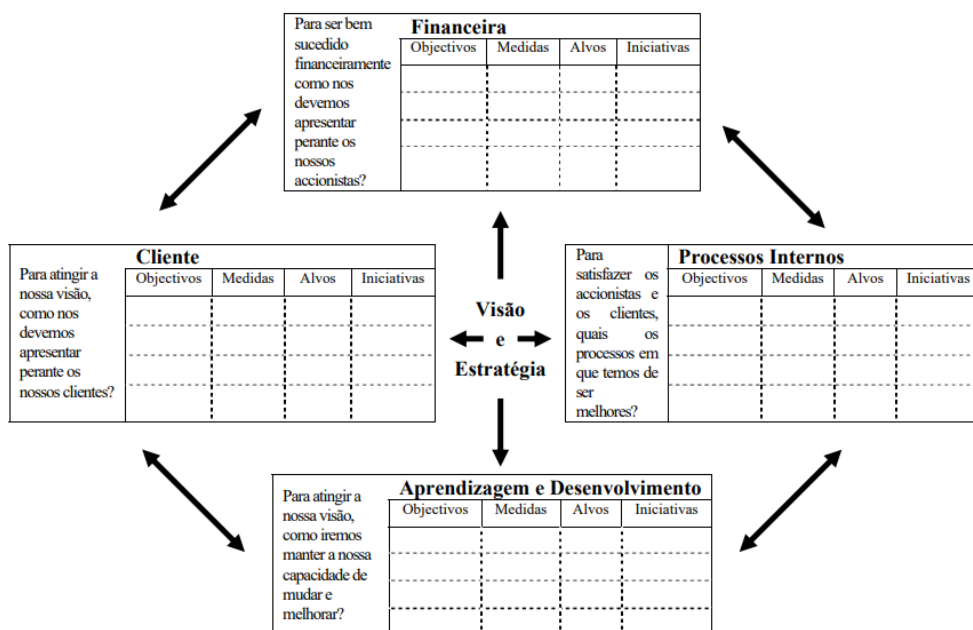 Para ser bem
sucedido
financeiramente
como nos
devemos
apresentar
perante os
nossos
accionistas?
Financeira
Objectivos Medidas Alvos Iniciativas
Para atingir a
nossa visão,
como nos
devemos
apresentar
perante os
nossos clientes?
Cliente
Objectivos Medidas Alvos Iniciativas
Visão
e
Estratégia
Para
satisfazer os
accionistas e
os clientes,
quais os
processos em
que temos de
ser
melhores?
Processos Internos
Objectivos Medidas Alvos Iniciativas
Para atingir a
nossa visão,
como iremos
manter a nossa
capacidade de
mudar e
melhorar?
Aprendizagem e Desenvolvimento
Objectivos Medidas Alvos Iniciativas